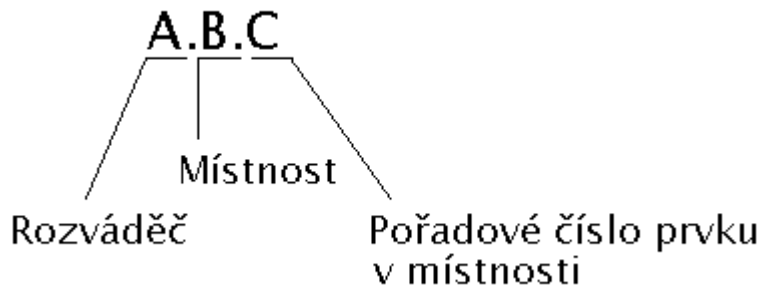 A.B.C
Místnost
Rozváděč
Pořadové číslo prvku
v místnosti